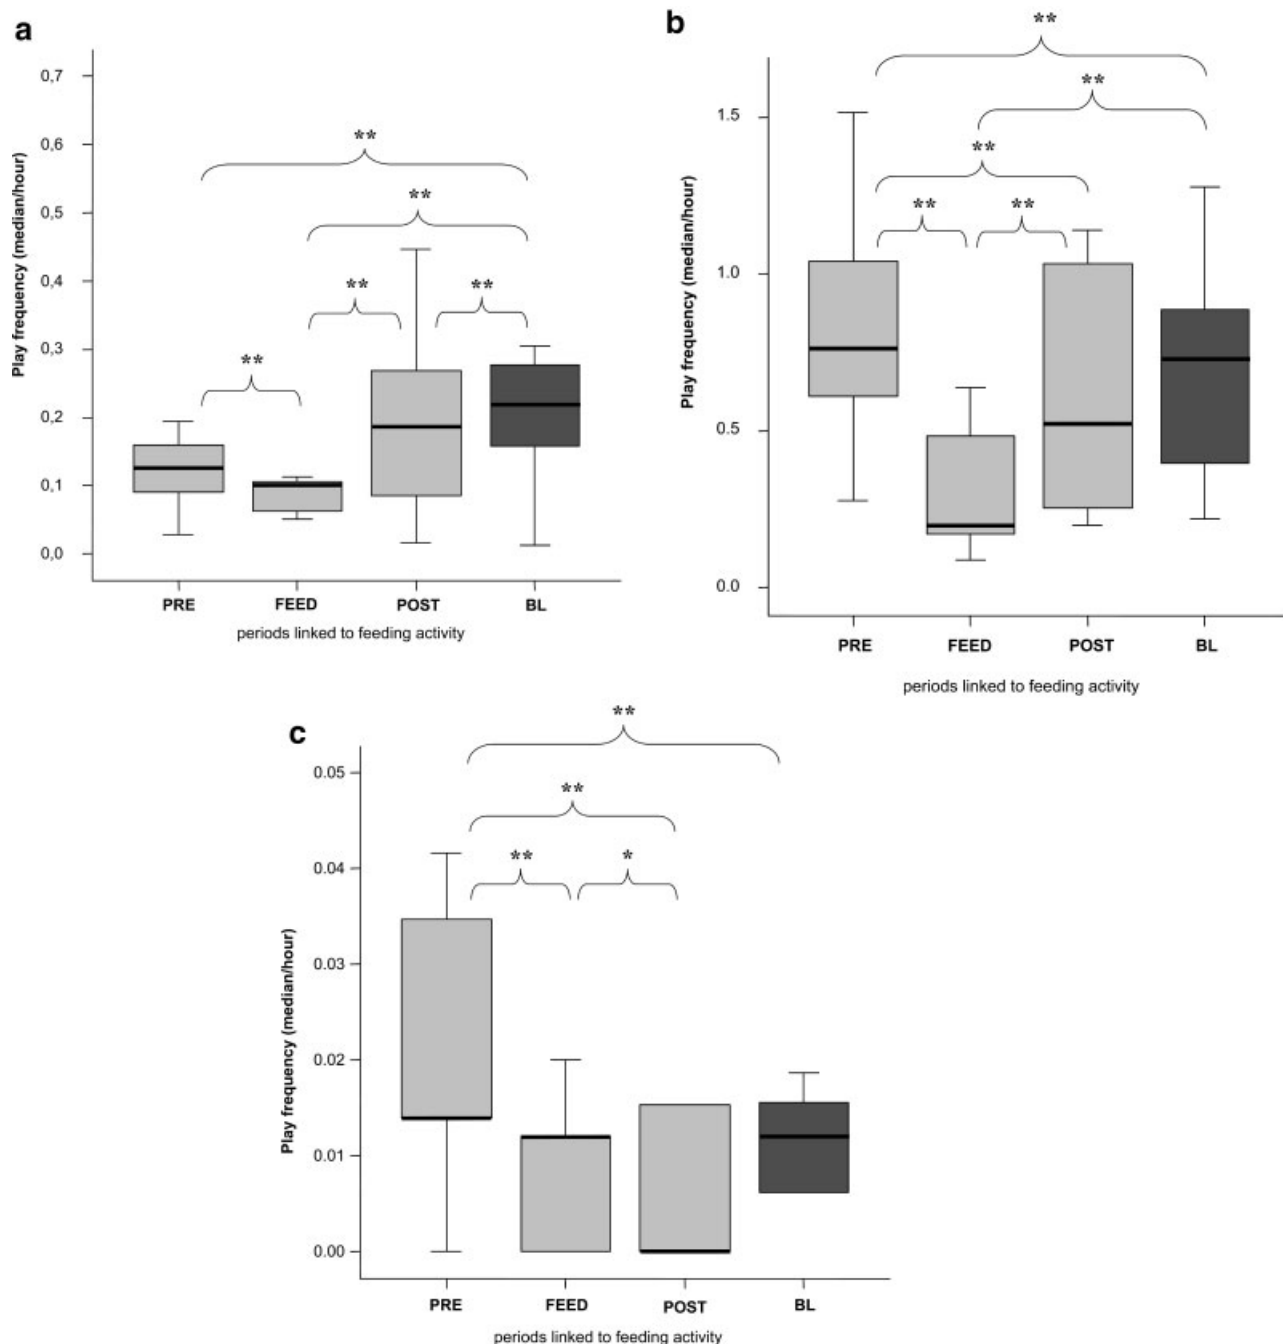 a
Play frequency (median/hour)
0,7
0,6
0,5
0,4
0,3
0,2
0,1
0,0
**
**
**
**
**
PRE FEED POST BL
periods linked to feeding activity
b
Play frequency (median/hour)
1.5
1.0
0.5
0.0
**
**
**
** **
PRE FEED POST BL
periods linked to feeding activity
c
Play frequency (median/hour)
0.05
0.04
0.03
0.02
0.01
0.00
**
**
** *
PRE FEED POST BL
periods linked to feeding activity